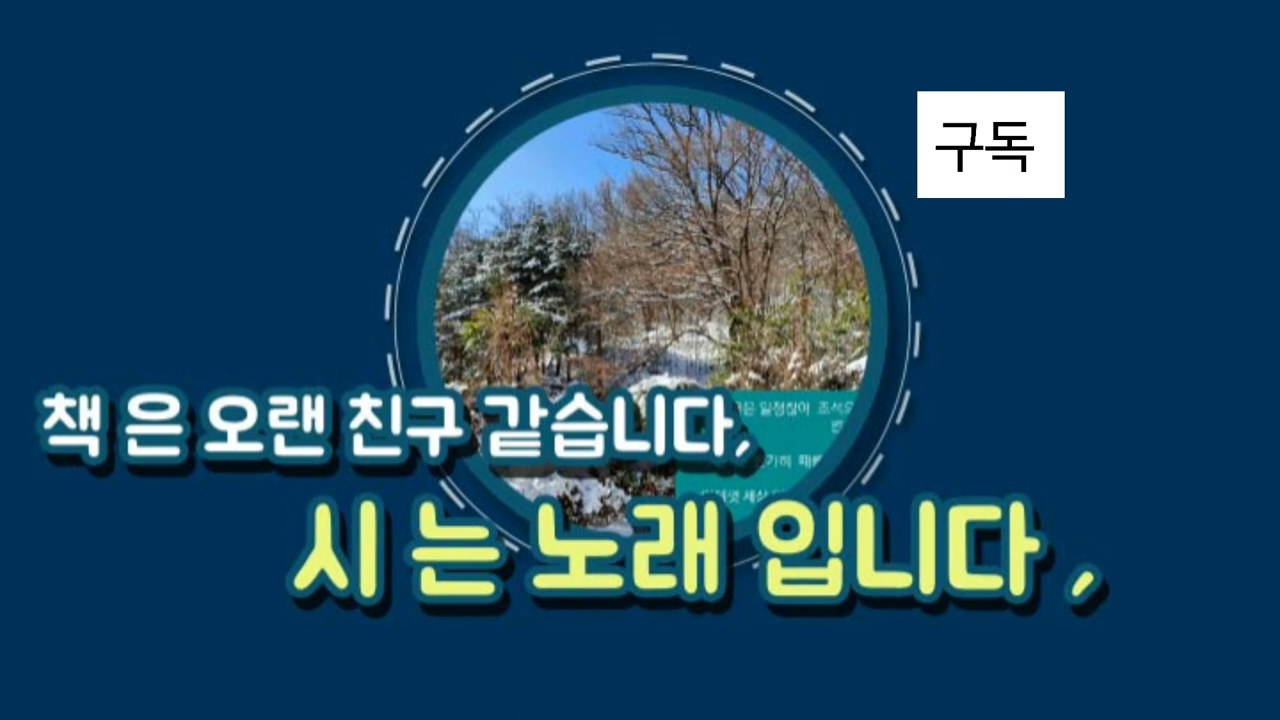 구독
책 은 오랜 친구 같습니다,
시 는 노래 입니다 ,